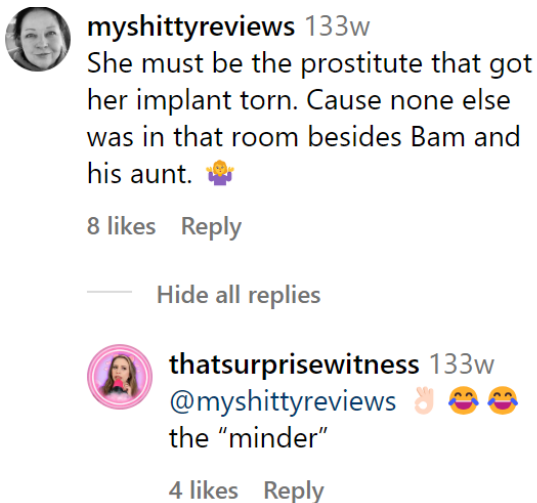 myshittyreviews 133w
She must be the prostitute that got
her implant torn. Cause none else
was in that room besides Bam and
his aunt. 🤷‍♀️
8 likes Reply
Hide all replies
thatsurprisewitness 133w
@myshittyreviews 👌🏻 😂 😂
the “minder”
4 likes Reply